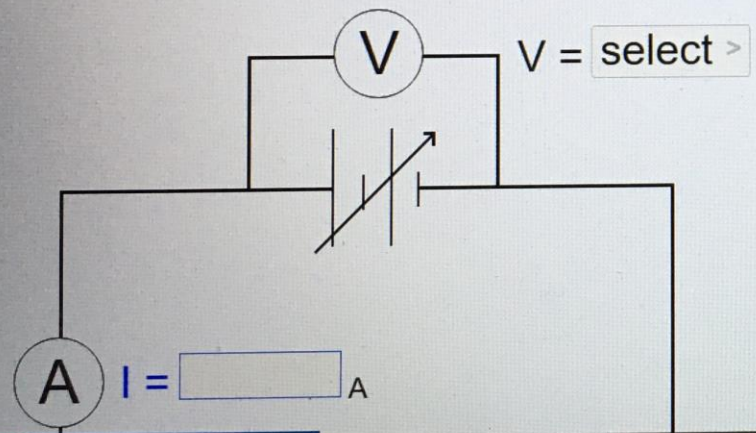 V V = select >
A I = A